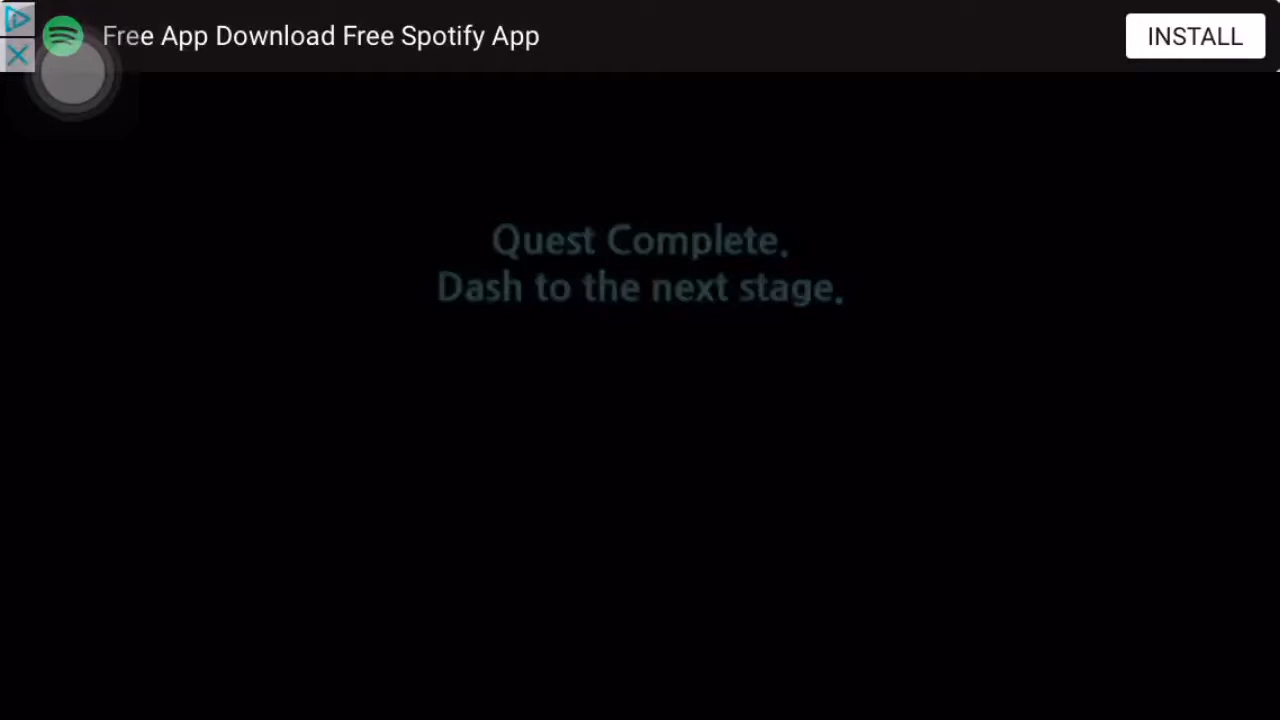 Free App Download Free Spotify App
INSTALL
Quest Complete.
Dash to the next stage.